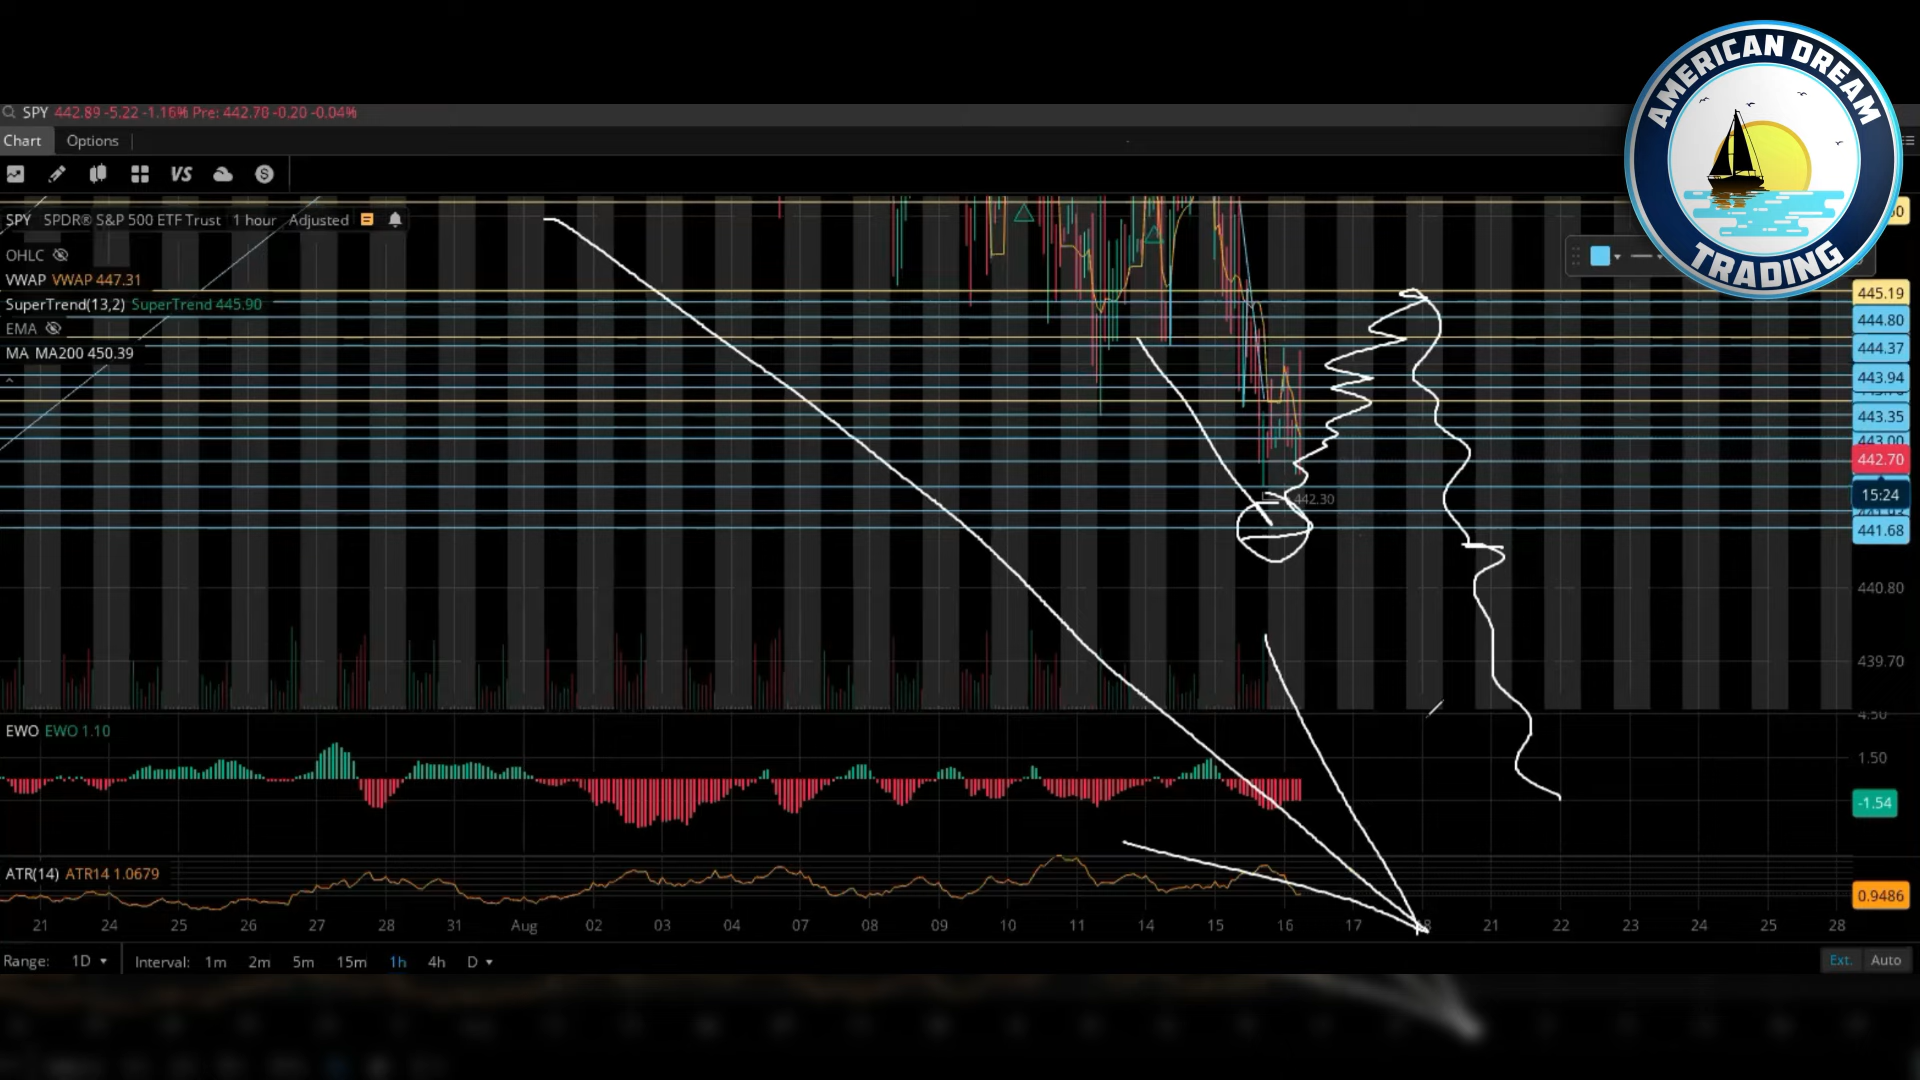 AMERICAN DREAM
TRADING
SPY 442.89 -5.22 -1.16% Pre: 442.70 -0.20 -0.04%
Chart Options
VS
SPY SPDR® S&P 500 ETF Trust 1 hour Adjusted
OHLC
VWAP VWAP 447.31
445.19
SuperTrend(13,2) SuperTrend 445.90
444.80
EMA
444.37
MA MA200 450.39
443.94
443.35
443.00
442.70
15:24
442.30
441.68
440.80
439.70
4.50
EWO EWO 1.10
1.50
-1.54
ATR(14) ATR14 1.0679
0.9486
21 24 25 26 27 28 31 Aug 02 03 04 07 08 09 10 11 14 15 16 17 18 21 22 23 24 25 28
Range: 1D Interval: 1m 2m 5m 15m 1h 4h D Ext. Auto